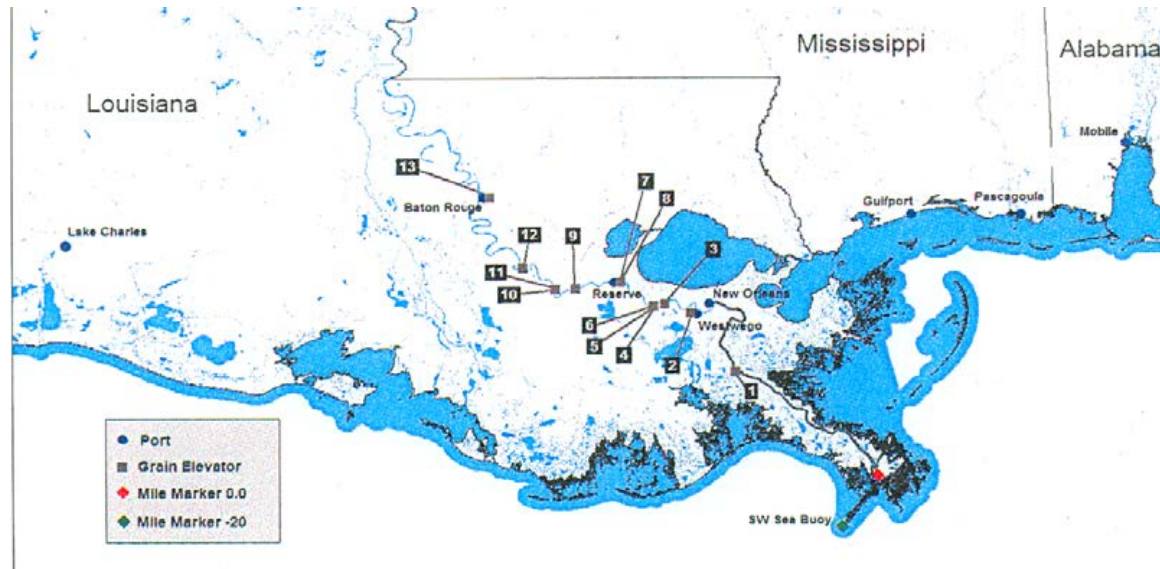 Mississippi
Alabama
Louisiana
Mobile
13
7
8
Baton Rouge
Gulfport
Pascagoula
Lake Charles
12
9
3
11
10
Reserve
New Orleans
6
Westwego
5
4
2
1
Port
Grain Elevator
Mile Marker 0.0
Mile Marker -20
SW Sea Buoy